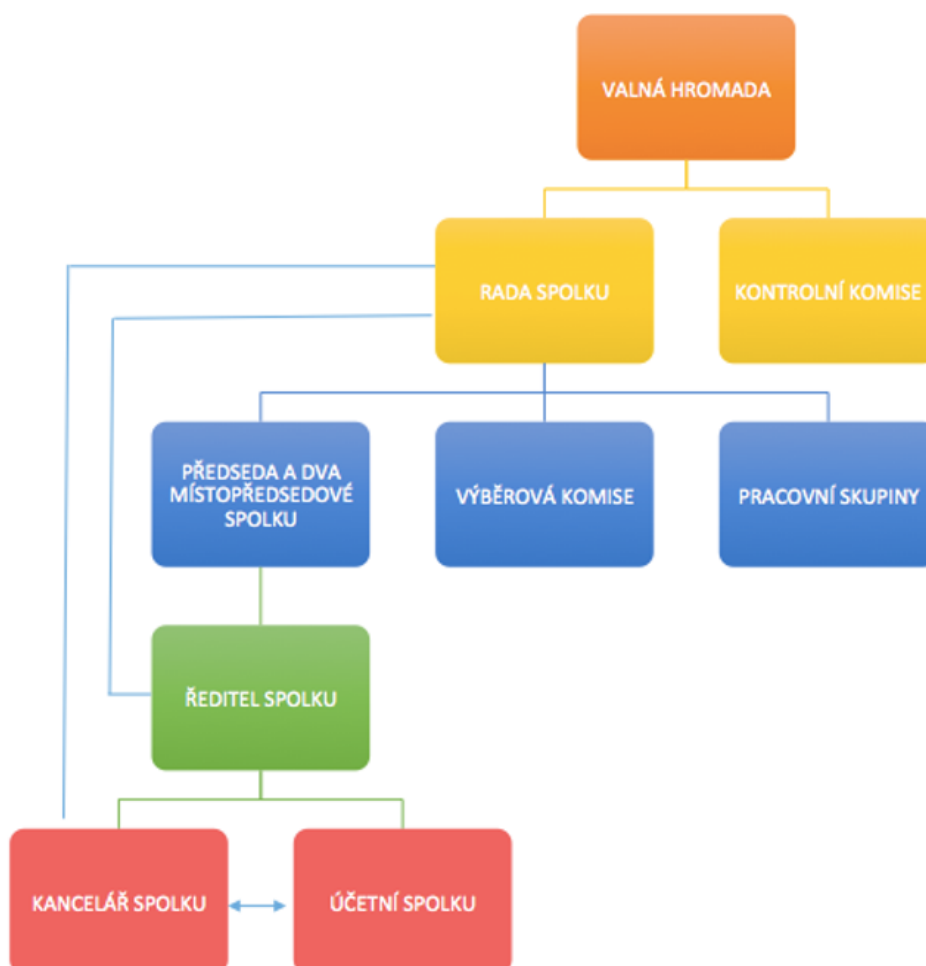 VALNÁ HROMADA
RADA SPOLKU
KONTROLNÍ KOMISE
PŘEDSEDA A DVA
MÍSTOPŘEDSEDOVÉ
SPOLKU
VÝBĚROVÁ KOMISE
PRACOVNÍ SKUPINY
ŘEDITEL SPOLKU
KANCELÁŘ SPOLKU
ÚČETNÍ SPOLKU